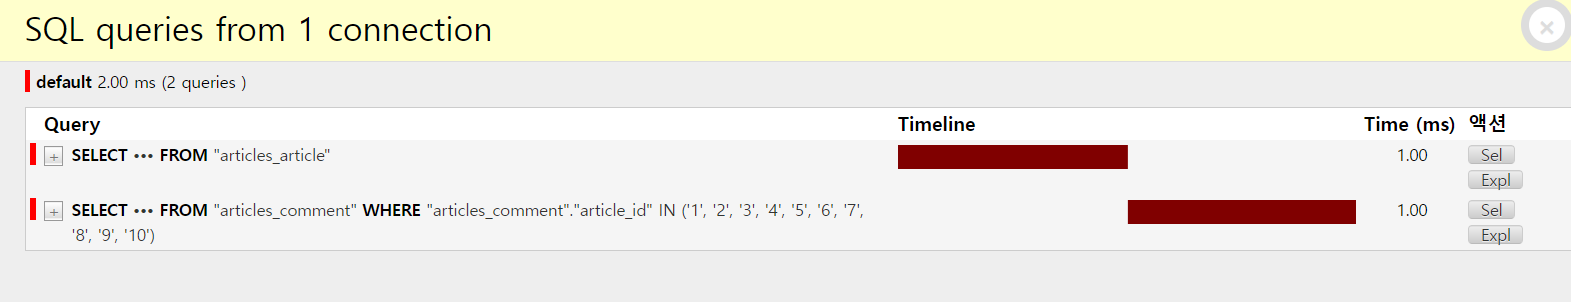 SQL queries from 1 connection
default 2.00 ms (2 queries )
Query Timeline Time (ms) 액션
+ SELECT ••• FROM "articles_article" 1.00 Sel
Expl
+ SELECT ••• FROM "articles_comment" WHERE "articles_comment"."article_id" IN ('1', '2', '3', '4', '5', '6', '7', 1.00 Sel
'8', '9', '10') Expl